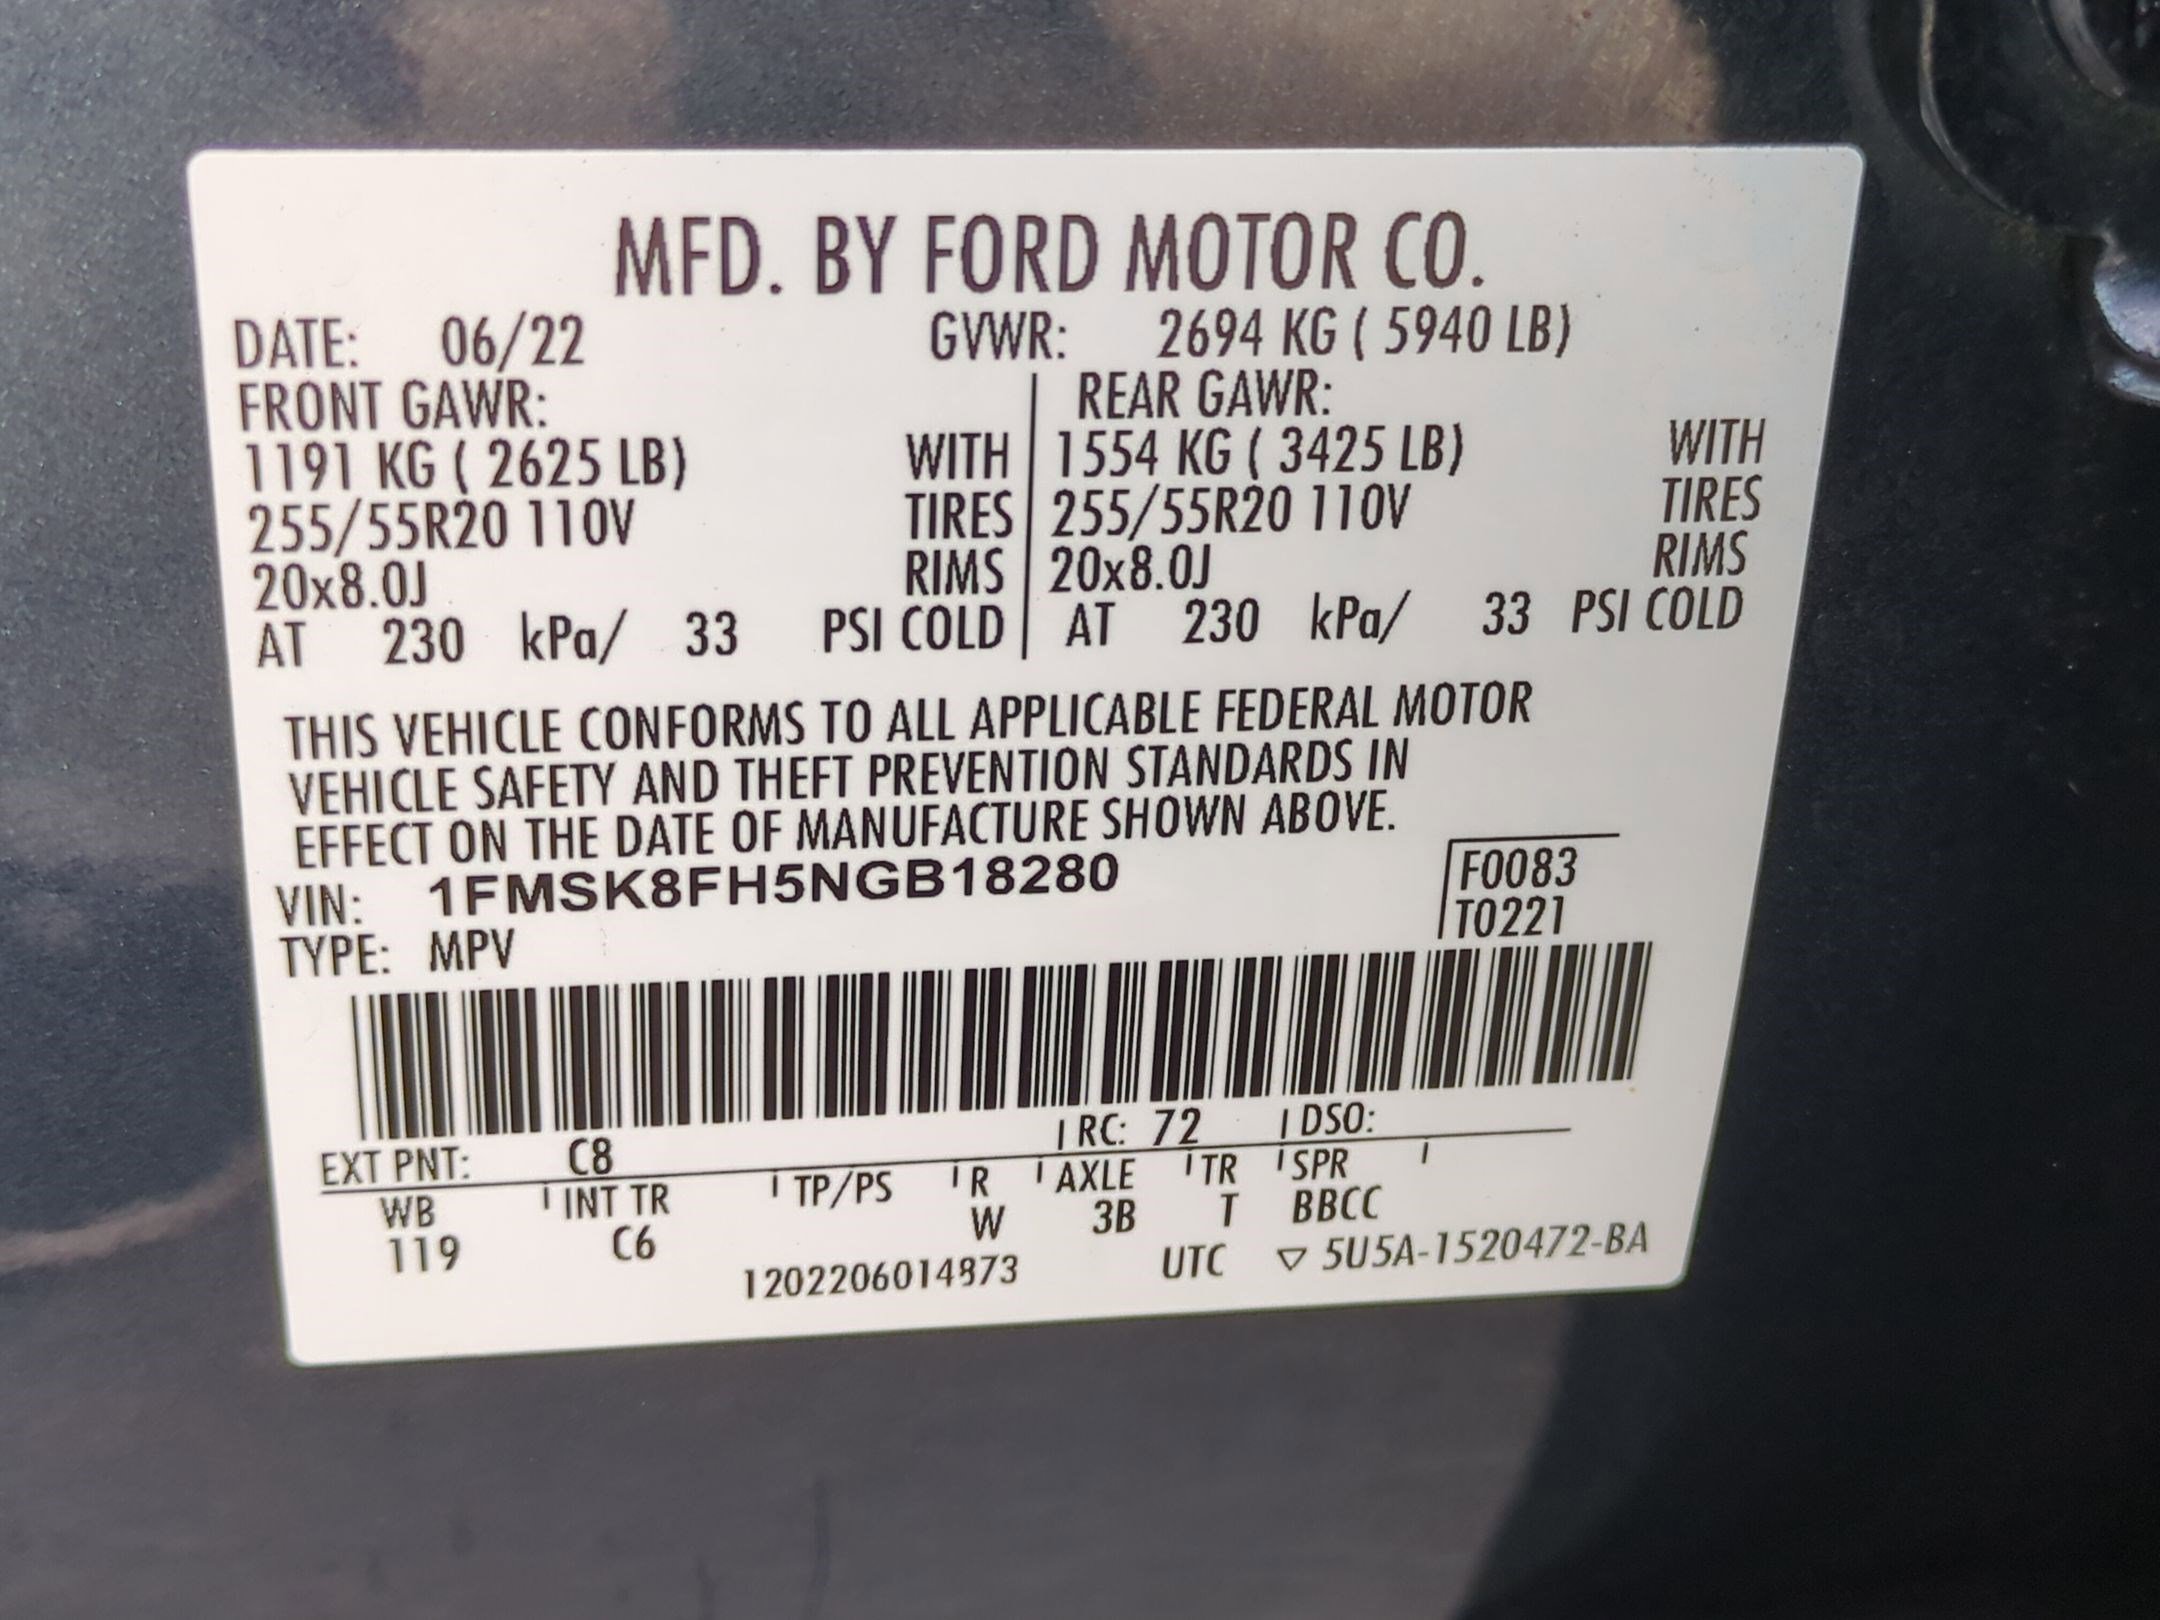 MFD. BY FORD MOTOR CO.
DATE: 06/22 GVWR: 2694 KG ( 5940 LB)
FRONT GAWR: REAR GAWR:
1191 KG ( 2625 LB) WITH 1554 KG ( 3425 LB) WITH
255/55R20 110V TIRES 255/55R20 110V TIRES
20x8.0J RIMS 20x8.0J RIMS
AT 230 kPa/ 33 PSI COLD AT 230 kPa/ 33 PSI COLD
THIS VEHICLE CONFORMS TO ALL APPLICABLE FEDERAL MOTOR
VEHICLE SAFETY AND THEFT PREVENTION STANDARDS IN
EFFECT ON THE DATE OF MANUFACTURE SHOWN ABOVE.
VIN: 1FMSK8FH5NGB18280 F0083
TYPE: MPV T0221
EXT PNT: C8 RC: 72 DSO:
WB INT TR TP/PS R AXLE TR SPR
119 C6 W 3B T BBCC
1202206014873 UTC ▽ 5U5A-1520472-BA